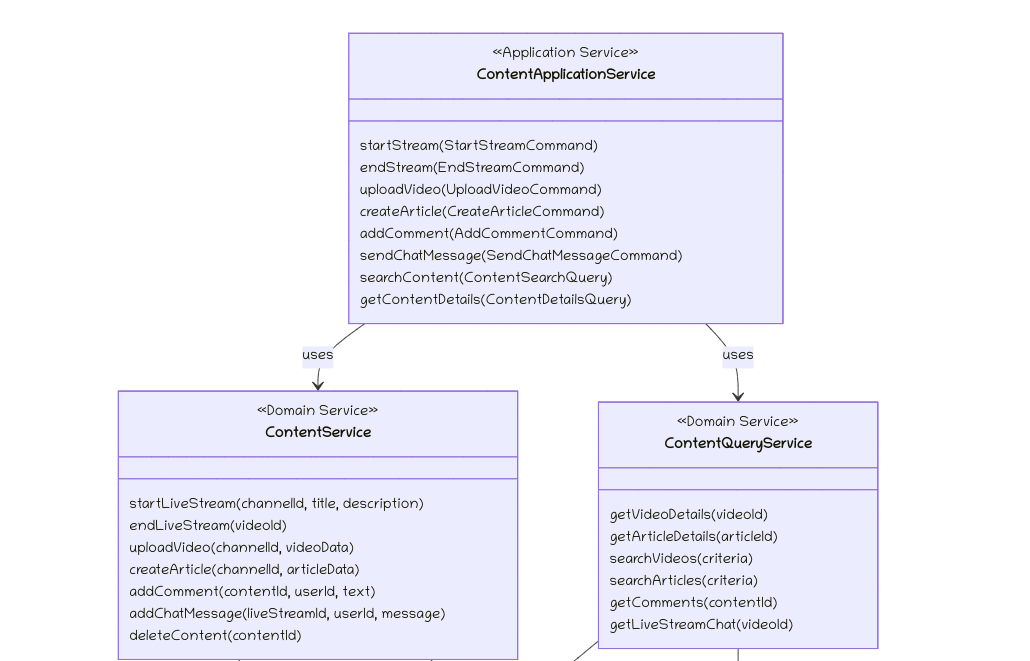 «Application Service»
ContentApplicationService
startStream(StartStreamCommand)
endStream(EndStreamCommand)
uploadVideo(UploadVideoCommand)
createArticle(CreateArticleCommand)
addComment(AddCommentCommand)
sendChatMessage(SendChatMessageCommand)
searchContent(ContentSearchQuery)
getContentDetails(ContentDetailsQuery)
uses
uses
«Domain Service»
ContentService
startLiveStream(channelId, title, description)
endLiveStream(videoId)
uploadVideo(channelId, videoData)
createArticle(channelId, articleData)
addComment(contentId, userId, text)
addChatMessage(liveStreamId, userId, message)
deleteContent(contentId)
«Domain Service»
ContentQueryService
getVideoDetails(videoId)
getArticleDetails(articleId)
searchVideos(criteria)
searchArticles(criteria)
getComments(contentId)
getLiveStreamChat(videoId)